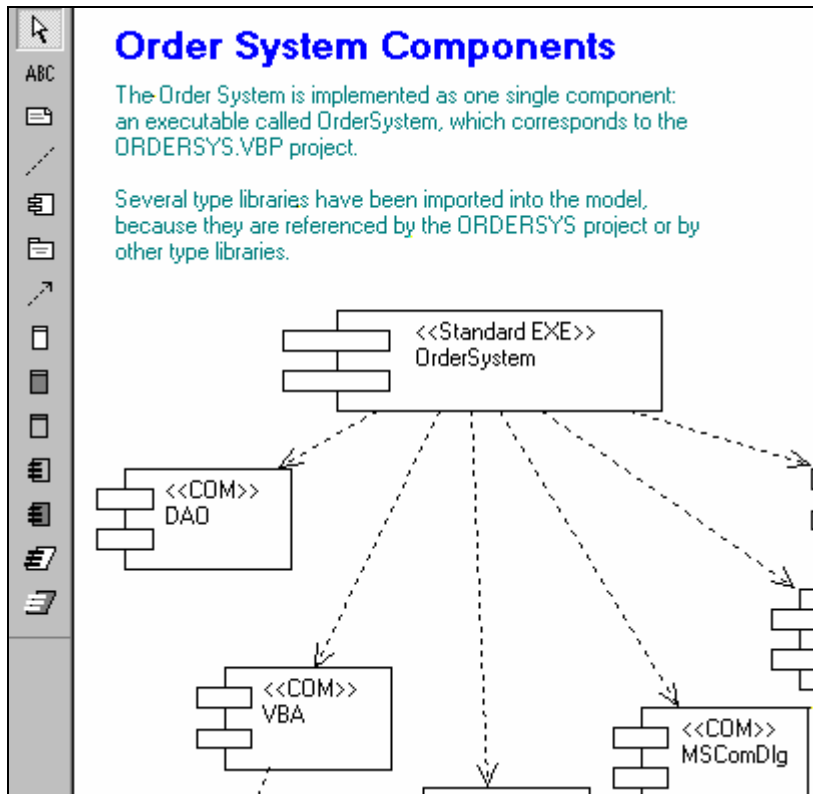 Order System Components
ABC
The Order System is implemented as one single component:
an executable called OrderSystem, which corresponds to the
ORDERSYS.VBP project.
Several type libraries have been imported into the model,
because they are referenced by the ORDERSYS project or by
other type libraries.
<<Standard EXE>>
OrderSystem
<<COM>>
DAO
<<COM>>
VBA
<<COM>>
MSComDlg